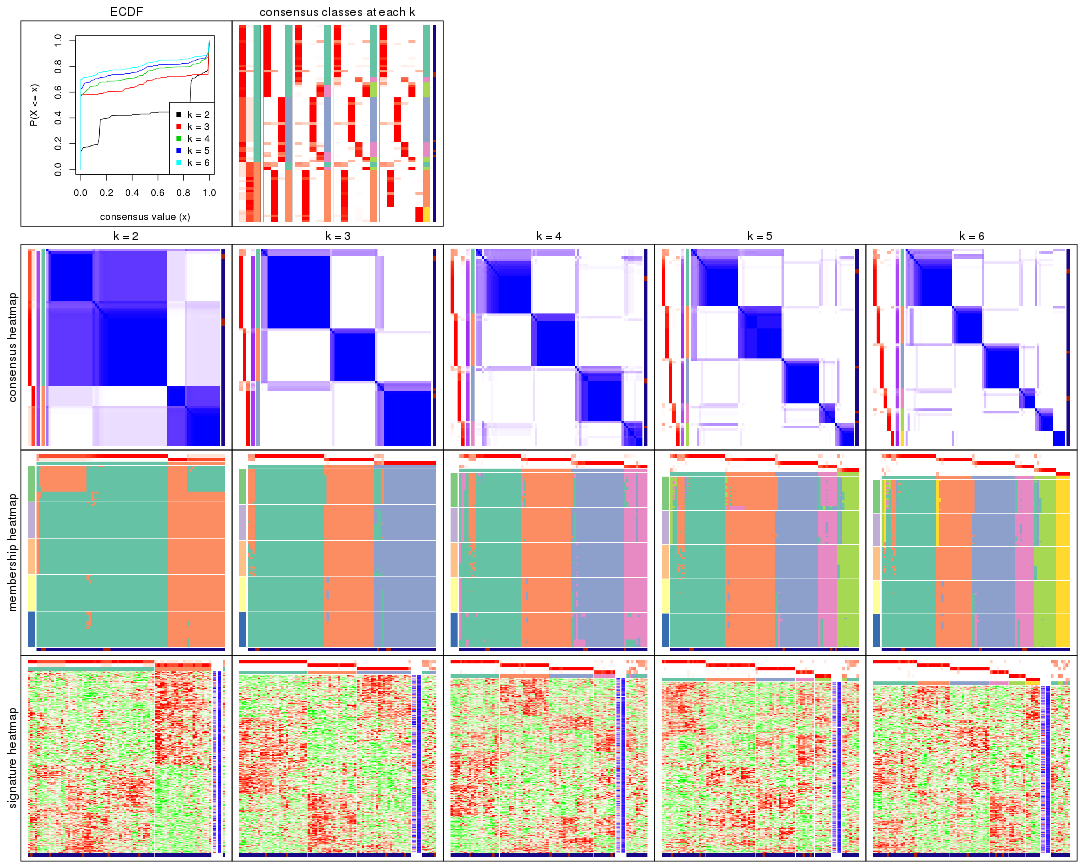 ECDF
consensus classes at each k
P(X <= x)
0.0 0.2 0.4 0.6 0.8 1.0
k = 2
k = 3
k = 4
k = 5
k = 6
0.0 0.2 0.4 0.6 0.8 1.0
consensus value (x)
k = 2
k = 3
k = 4
k = 5
k = 6
consensus heatmap
membership heatmap
signature heatmap